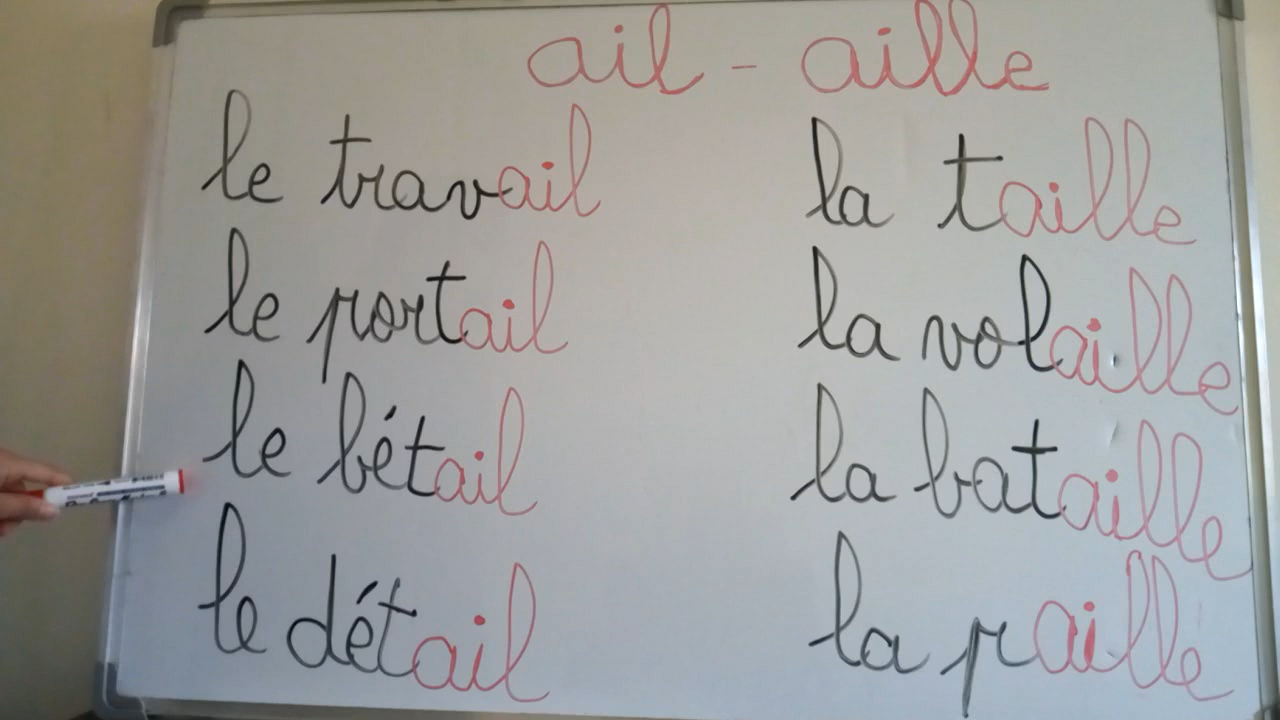 ail - aille
le travail la taille
le portail la volaille
le bétail la bataille
le détail la paille